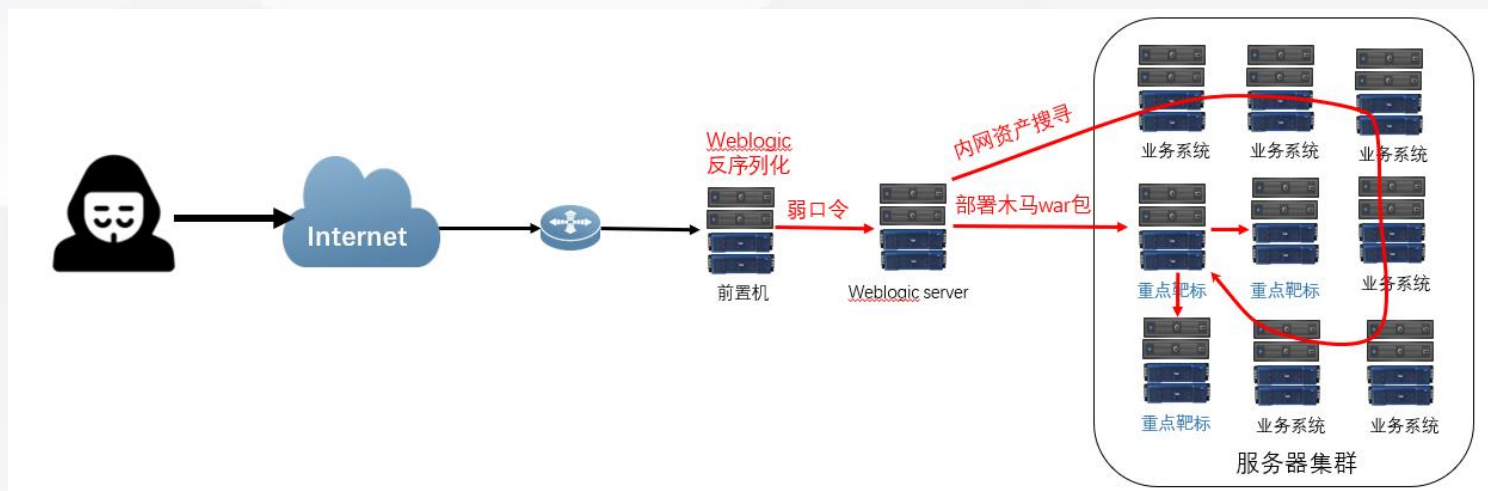 Internet
Weblogic
反序列化
前置机
弱口令
Weblogic server
内网资产搜寻
部署木马war包
业务系统
业务系统
业务系统
重点靶标
重点靶标
业务系统
重点靶标
业务系统
业务系统
服务器集群